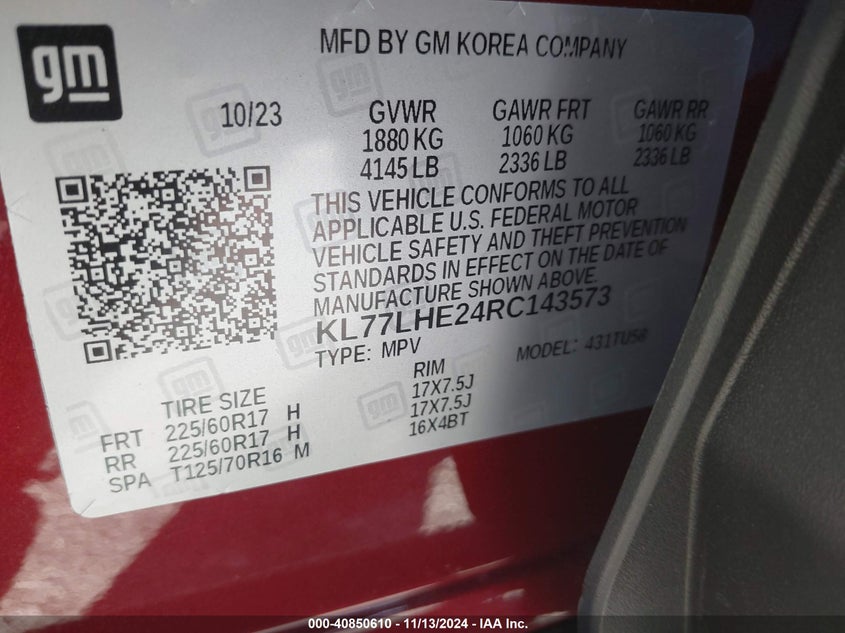 gm
MFD BY GM KOREA COMPANY
10/23 GVWR GAWR FRT GAWR RR
1880 KG 1060 KG 1060 KG
4145 LB 2336 LB 2336 LB
THIS VEHICLE CONFORMS TO ALL
APPLICABLE U.S. FEDERAL MOTOR
VEHICLE SAFETY AND THEFT PREVENTION
STANDARDS IN EFFECT ON THE DATE OF
MANUFACTURE SHOWN ABOVE.
KL77LHE24RC143573
TYPE: MPV MODEL: 431TU58
TIRE SIZE RIM
FRT 225/60R17 H 17X7.5J
RR 225/60R17 H 17X7.5J
SPA T125/70R16 M 16X4BT
000-40850610 - 11/13/2024 - IAA Inc.